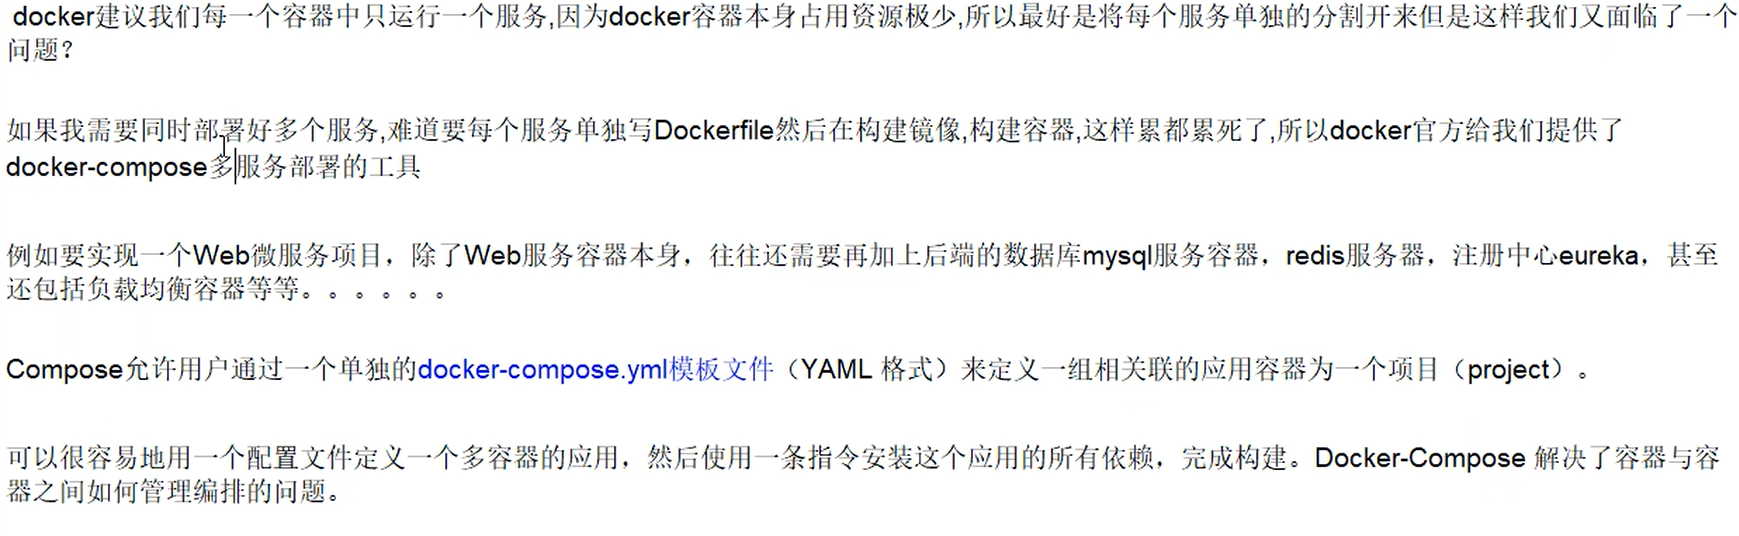 docker建议我们每一个容器中只运行一个服务,因为docker容器本身占用资源极少,所以最好是将每个服务单独的分割开来但是这样我们又面临了一个
问题？
如果我需要同时部署好多个服务,难道要每个服务单独写Dockerfile然后在构建镜像,构建容器,这样累都累死了,所以docker官方给我们提供了
docker-compose多服务部署的工具
例如要实现一个Web微服务项目，除了Web服务容器本身，往往还需要再加上后端的数据库mysql服务容器，redis服务器，注册中心eureka，甚至
还包括负载均衡容器等等。。。。。。
Compose允许用户通过一个单独的docker-compose.yml模板文件（YAML 格式）来定义一组相关联的应用容器为一个项目（project）。
可以很容易地用一个配置文件定义一个多容器的应用，然后使用一条指令安装这个应用的所有依赖，完成构建。Docker-Compose 解决了容器与容
器之间如何管理编排的问题。